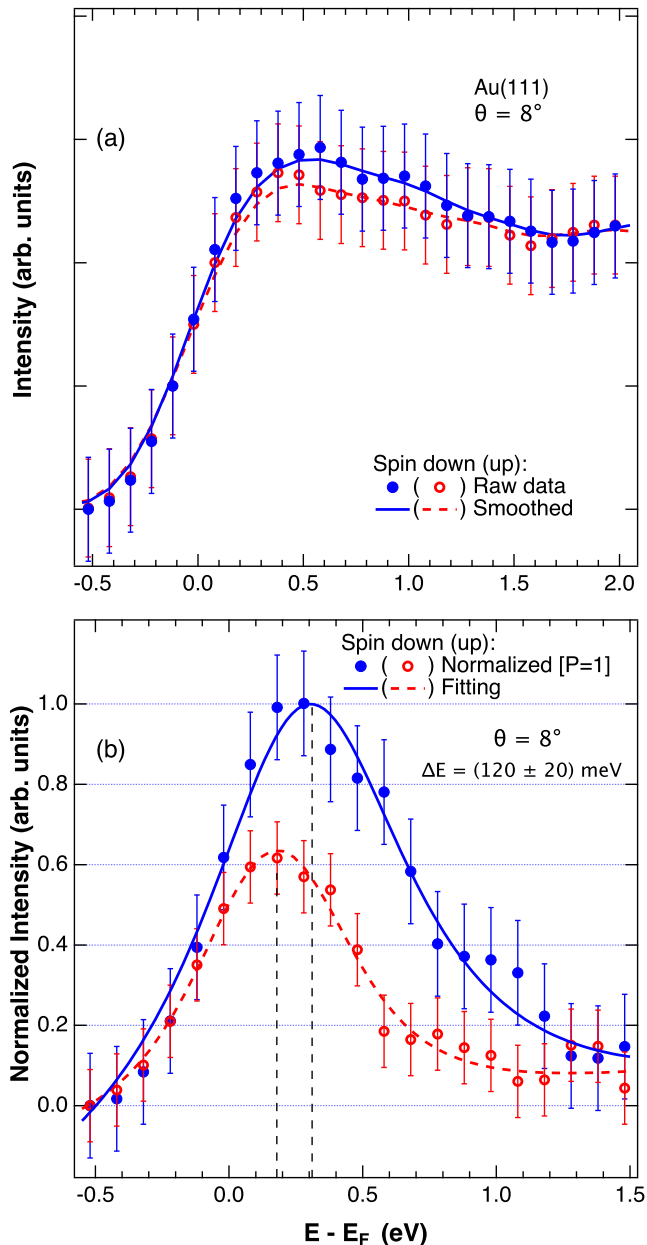 Au(111)
θ = 8°
(a)
Intensity (arb. units)
Spin down (up):
( ) Raw data
( ) Smoothed
-0.5 0.0 0.5 1.0 1.5 2.0
Spin down (up):
( ) Normalized [P=1]
( ) Fitting
(b)
θ = 8°
ΔE = (120 ± 20) meV
Normalized Intensity (arb. units)
1.0
0.8
0.6
0.4
0.2
0.0
-0.5 0.0 0.5 1.0 1.5
E - E_F (eV)